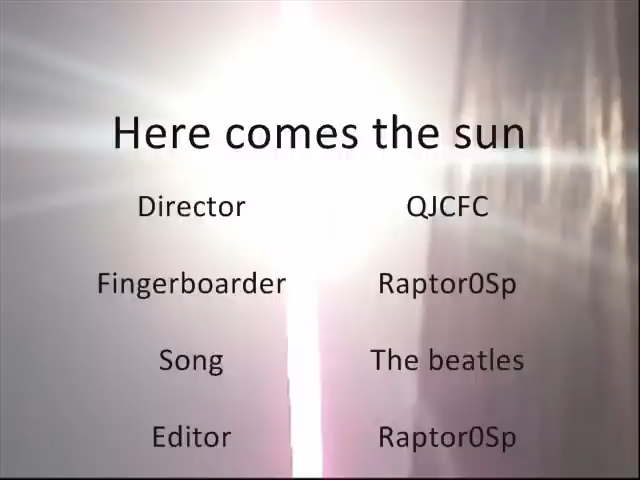 Here comes the sun
Director QJCFC
Fingerboarder Raptor0Sp
Song The beatles
Editor Raptor0Sp